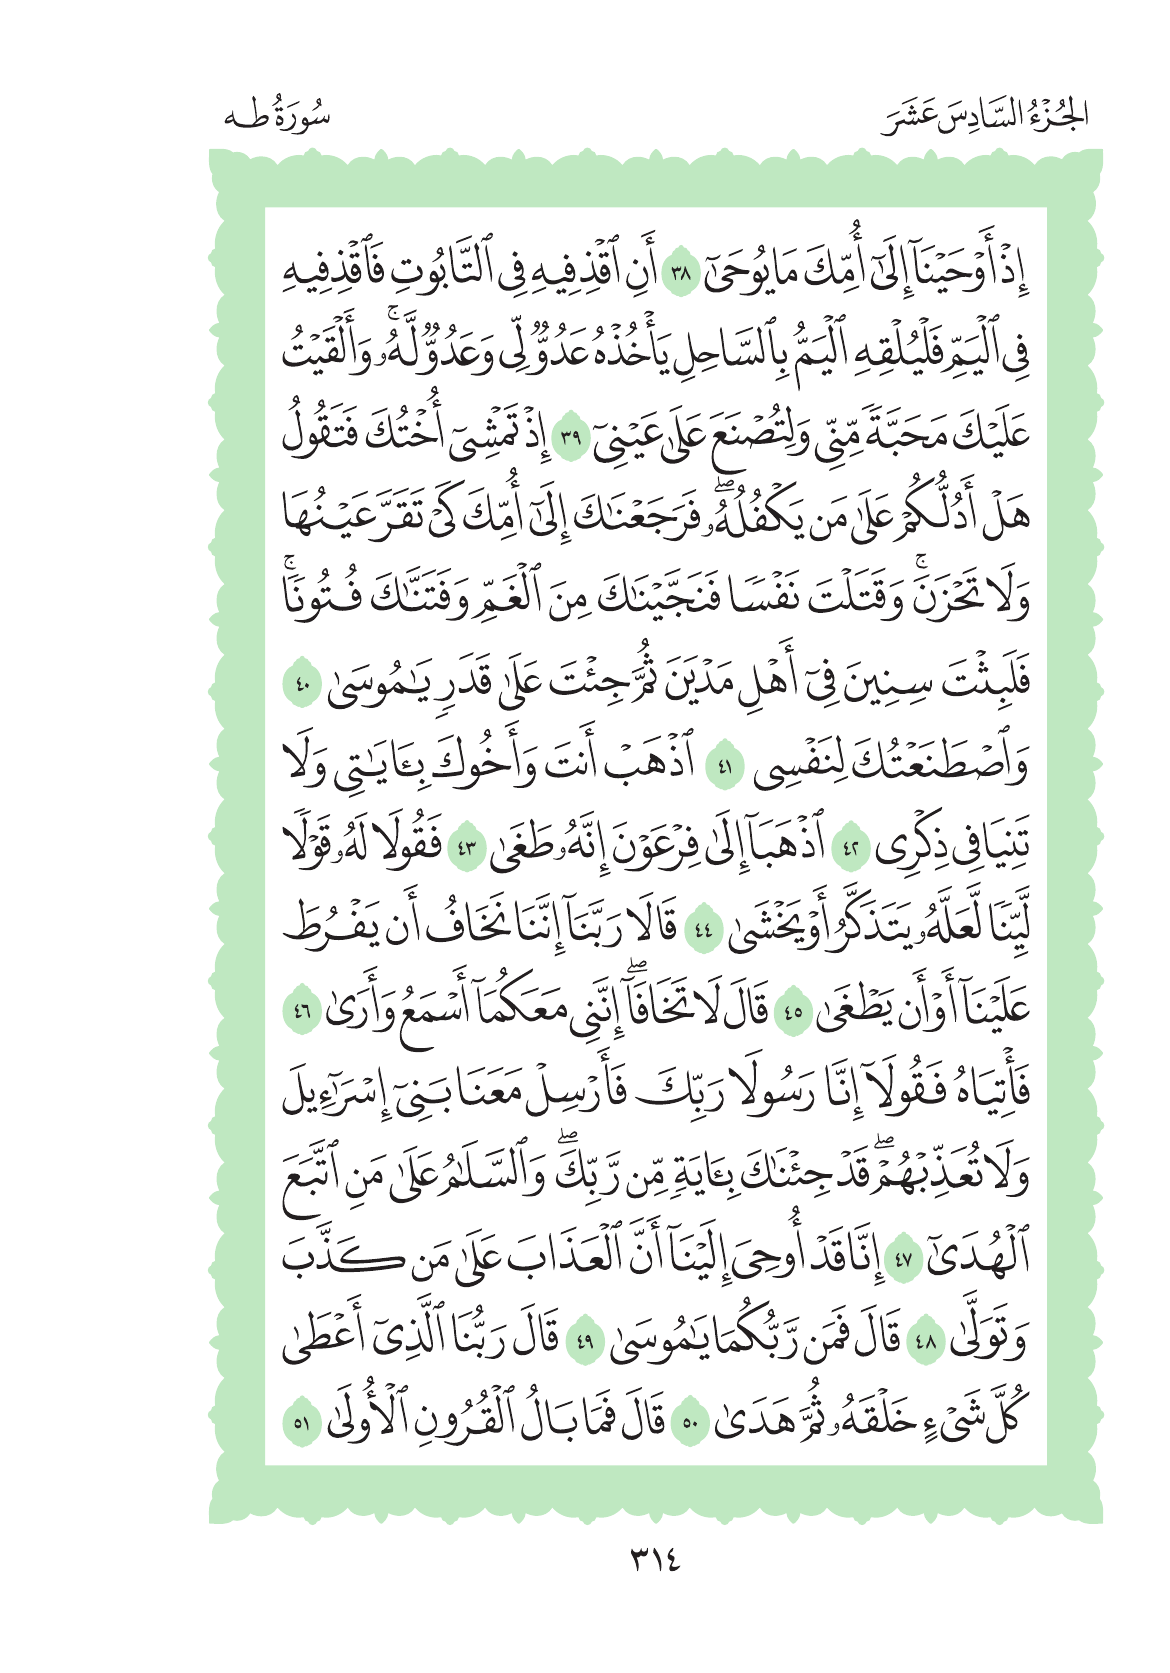 الجُزْءُ السَّادِسَ عَشَرَ
سُورَةُ طه
إِذْ أَوْحَيْنَآ إِلَىٰٓ أُمِّكَ مَا يُوحَىٰٓ ٣٨ أَنِ ٱقْذِفِيهِ فِى ٱلتَّابُوتِ فَٱقْذِفِيهِ
فِى ٱلْيَمِّ فَلْيُلْقِهِ ٱلْيَمُّ بِٱلسَّاحِلِ يَأْخُذْهُ عَدُوٌّ لِّى وَعَدُوٌّ لَّهُۥۚ وَأَلْقَيْتُ
عَلَيْكَ مَحَبَّةً مِّنِّى وَلِتُصْنَعَ عَلَىٰ عَيْنِىٓ ٣٩ إِذْ تَمْشِىٓ أُخْتُكَ فَتَقُولُ
هَلْ أَدُلُّكُمْ عَلَىٰ مَن يَكْفُلُهُۥۖ فَرَجَعْنَٰكَ إِلَىٰٓ أُمِّكَ كَىْ تَقَرَّ عَيْنُهَا
وَلَا تَحْزَنَۚ وَقَتَلْتَ نَفْسًا فَنَجَّيْنَٰكَ مِنَ ٱلْغَمِّ وَفَتَنَّٰكَ فُتُونًاۚ
فَلَبِثْتَ سِنِينَ فِىٓ أَهْلِ مَدْيَنَ ثُمَّ جِئْتَ عَلَىٰ قَدَرٍ يَٰمُوسَىٰ ٤٠
وَٱصْطَنَعْتُكَ لِنَفْسِى ٤١ ٱذْهَبْ أَنتَ وَأَخُوكَ بِـَٔايَٰتِى وَلَا
تَنِيَا فِى ذِكْرِى ٤٢ ٱذْهَبَآ إِلَىٰ فِرْعَوْنَ إِنَّهُۥ طَغَىٰ ٤٣ فَقُولَا لَهُۥ قَوْلًا
لَّيِّنًا لَّعَلَّهُۥ يَتَذَكَّرُ أَوْ يَخْشَىٰ ٤٤ قَالَا رَبَّنَآ إِنَّنَا نَخَافُ أَن يَفْرُطَ
عَلَيْنَآ أَوْ أَن يَطْغَىٰ ٤٥ قَالَ لَا تَخَافَآۖ إِنَّنِى مَعَكُمَآ أَسْمَعُ وَأَرَىٰ ٤٦
فَأْتِيَاهُ فَقُولَآ إِنَّا رَسُولَا رَبِّكَ فَأَرْسِلْ مَعَنَا بَنِىٓ إِسْرَٰٓءِيلَ
وَلَا تُعَذِّبْهُمْۖ قَدْ جِئْنَٰكَ بِـَٔايَةٍ مِّن رَّبِّكَۖ وَٱلسَّلَٰمُ عَلَىٰ مَنِ ٱتَّبَعَ
ٱلْهُدَىٰٓ ٤٧ إِنَّا قَدْ أُوحِىَ إِلَيْنَآ أَنَّ ٱلْعَذَابَ عَلَىٰ مَن كَذَّبَ
وَتَوَلَّىٰ ٤٨ قَالَ فَمَن رَّبُّكُمَا يَٰمُوسَىٰ ٤٩ قَالَ رَبُّنَا ٱلَّذِىٓ أَعْطَىٰ
كُلَّ شَىْءٍ خَلْقَهُۥ ثُمَّ هَدَىٰ ٥٠ قَالَ فَمَا بَالُ ٱلْقُرُونِ ٱلْأُولَىٰ ٥١
٣١٤